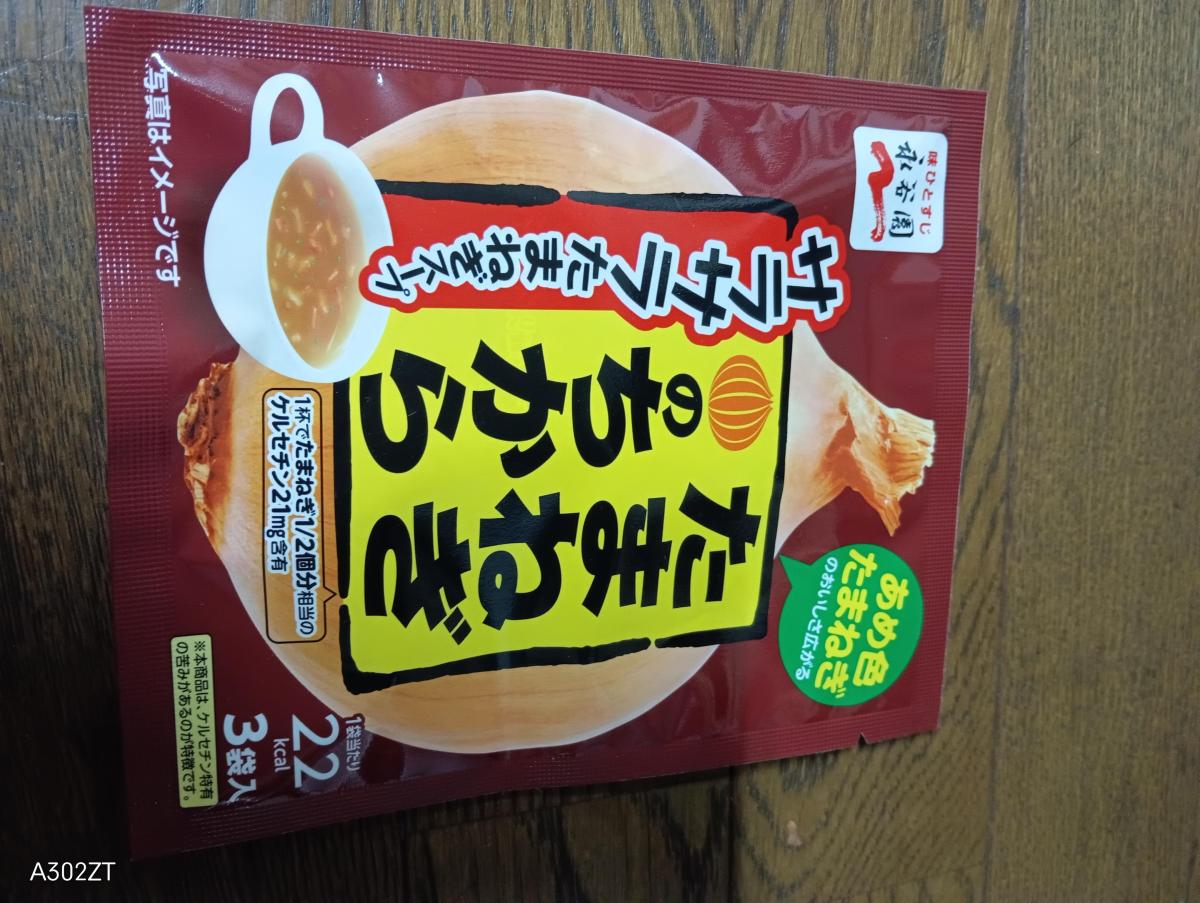 味ひとすじ
永谷園
あめ色
たまねぎ
のおいしさ広がる
サラサラたまねぎスープ
たまねぎ
のちから
1杯でたまねぎ1/2個分相当の
ケルセチン21mg含有
1袋当たり
22
kcal
3袋入
※本商品は、ケルセチン特有
の苦みがあるのが特徴です。
写真はイメージです
A302ZT